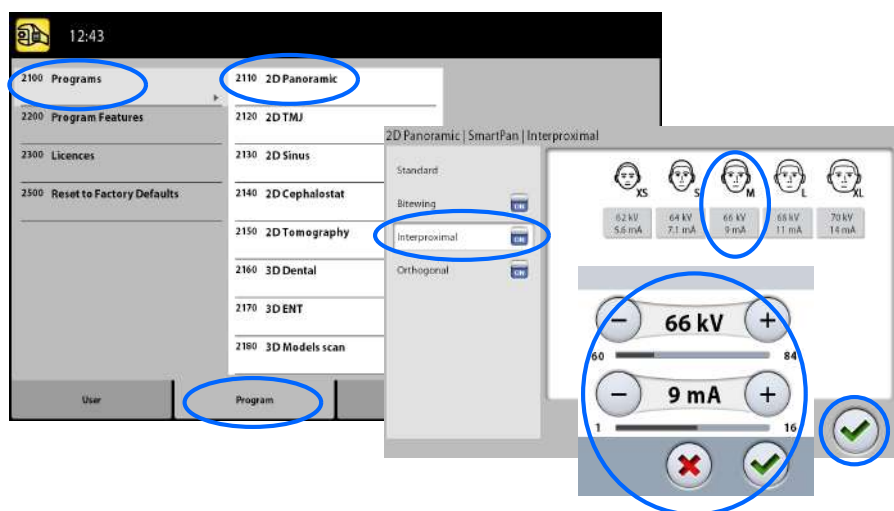 12:43
2100 Programs
2200 Program Features
2300 Licences
2500 Reset to Factory Defaults
2110 2D Panoramic
2120 2D TMJ
2130 2D Sinus
2140 2D Cephalostat
2150 2D Tomography
2160 3D Dental
2170 3D ENT
2180 3D Models scan
User
Program
2D Panoramic | SmartPan | Interproximal
Standard
Bitewing ON
Interproximal ON
Orthogonal ON
XS S M L XL
62 kV 64 kV 66 kV 68 kV 70 kV
5.6 mA 7.1 mA 9 mA 11 mA 14 mA
− 66 kV +
60 84
− 9 mA +
1 16